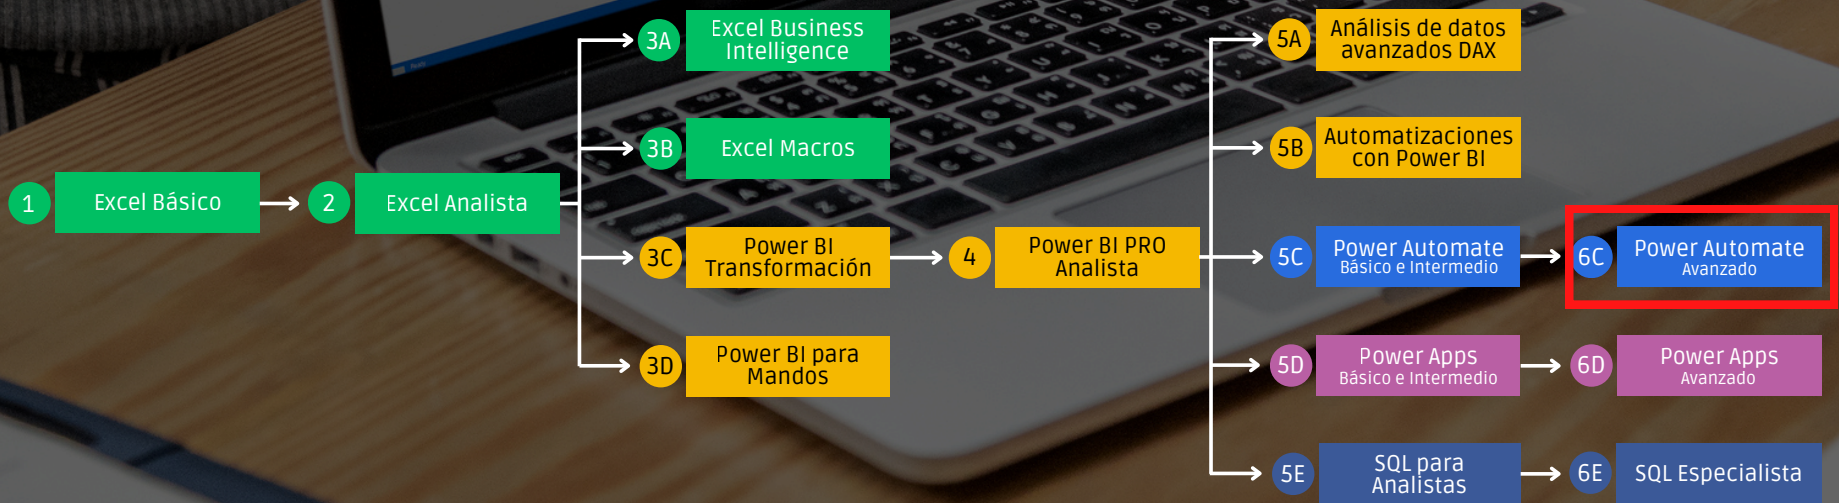 1
Excel Básico
2
Excel Analista
3A
Excel Business
Intelligence
3B
Excel Macros
3C
Power BI
Transformación
3D
Power BI para
Mandos
4
Power BI PRO
Analista
5A
Análisis de datos
avanzados DAX
5B
Automatizaciones
con Power BI
5C
Power Automate
Básico e Intermedio
6C
Power Automate
Avanzado
5D
Power Apps
Básico e Intermedio
6D
Power Apps
Avanzado
5E
SQL para
Analistas
6E
SQL Especialista